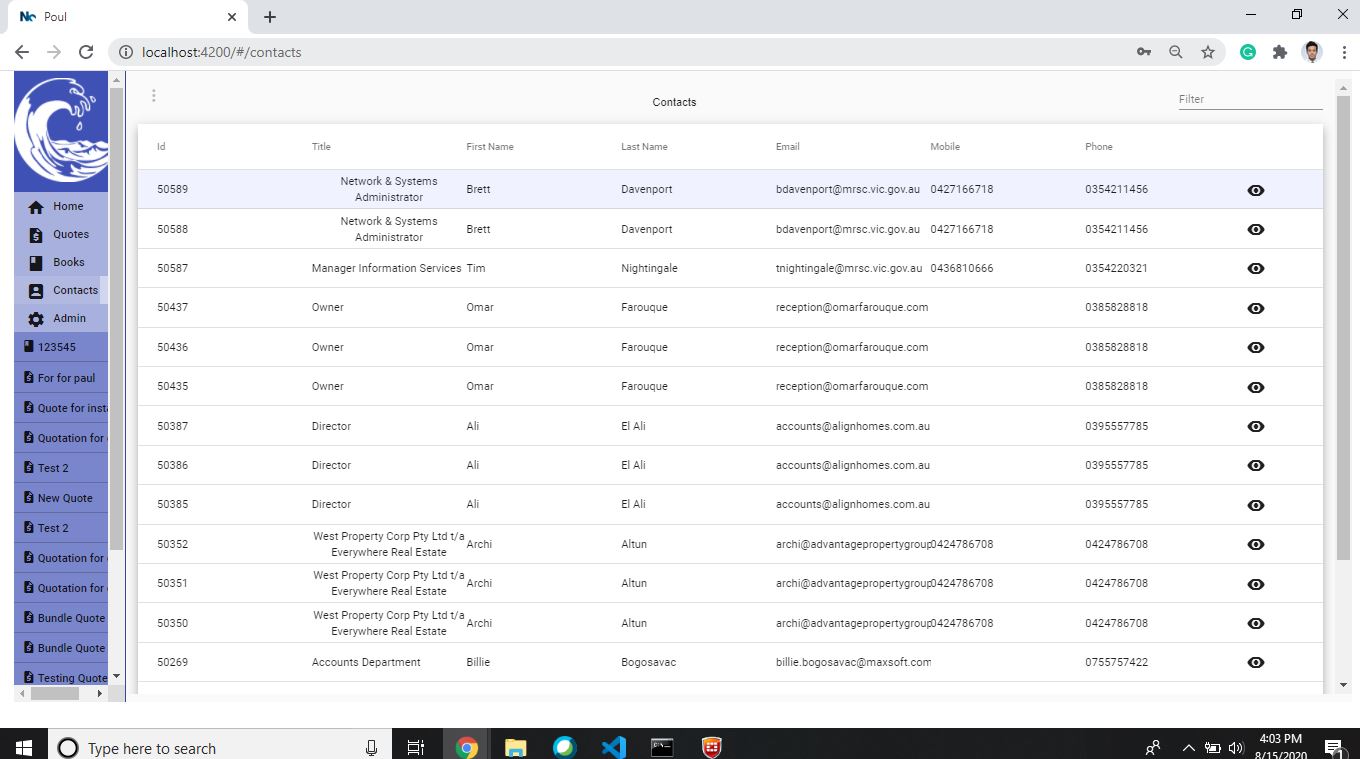 Poul
localhost:4200/#/contacts
Contacts
Filter
Home
Quotes
Books
Contacts
Admin
123545
For for paul
Quote for inst
Quotation for
Test 2
New Quote
Test 2
Quotation for
Quotation for
Bundle Quote
Bundle Quote
Testing Quote
Id Title First Name Last Name Email Mobile Phone
50589 Network & Systems Administrator Brett Davenport bdavenport@mrsc.vic.gov.au 0427166718 0354211456
50588 Network & Systems Administrator Brett Davenport bdavenport@mrsc.vic.gov.au 0427166718 0354211456
50587 Manager Information Services Tim Nightingale tnightingale@mrsc.vic.gov.au 0436810666 0354220321
50437 Owner Omar Farouque reception@omarfarouque.com 0385828818
50436 Owner Omar Farouque reception@omarfarouque.com 0385828818
50435 Owner Omar Farouque reception@omarfarouque.com 0385828818
50387 Director Ali El Ali accounts@alignhomes.com.au 0395557785
50386 Director Ali El Ali accounts@alignhomes.com.au 0395557785
50385 Director Ali El Ali accounts@alignhomes.com.au 0395557785
50352 West Property Corp Pty Ltd t/a Everywhere Real Estate Archi Altun archi@advantagepropertygroup 0424786708 0424786708
50351 West Property Corp Pty Ltd t/a Everywhere Real Estate Archi Altun archi@advantagepropertygroup 0424786708 0424786708
50350 West Property Corp Pty Ltd t/a Everywhere Real Estate Archi Altun archi@advantagepropertygroup 0424786708 0424786708
50269 Accounts Department Billie Bogosavac billie.bogosavac@maxsoft.com 0755757422
Type here to search
4:03 PM
8/15/2020